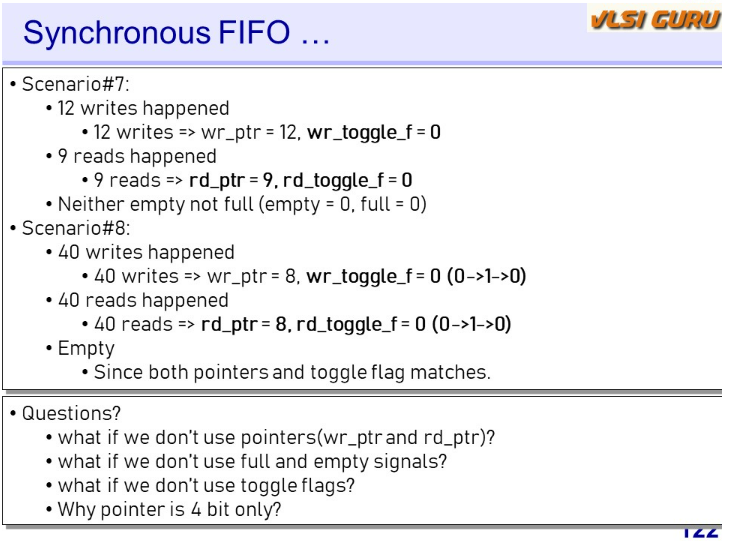 Synchronous FIFO …
VLSI GURU
• Scenario#7:
• 12 writes happened
• 12 writes => wr_ptr = 12, wr_toggle_f = 0
• 9 reads happened
• 9 reads => rd_ptr = 9, rd_toggle_f = 0
• Neither empty not full (empty = 0, full = 0)
• Scenario#8:
• 40 writes happened
• 40 writes => wr_ptr = 8, wr_toggle_f = 0 (0->1->0)
• 40 reads happened
• 40 reads => rd_ptr = 8, rd_toggle_f = 0 (0->1->0)
• Empty
• Since both pointers and toggle flag matches.
• Questions?
• what if we don't use pointers(wr_ptr and rd_ptr)?
• what if we don't use full and empty signals?
• what if we don't use toggle flags?
• Why pointer is 4 bit only?
122